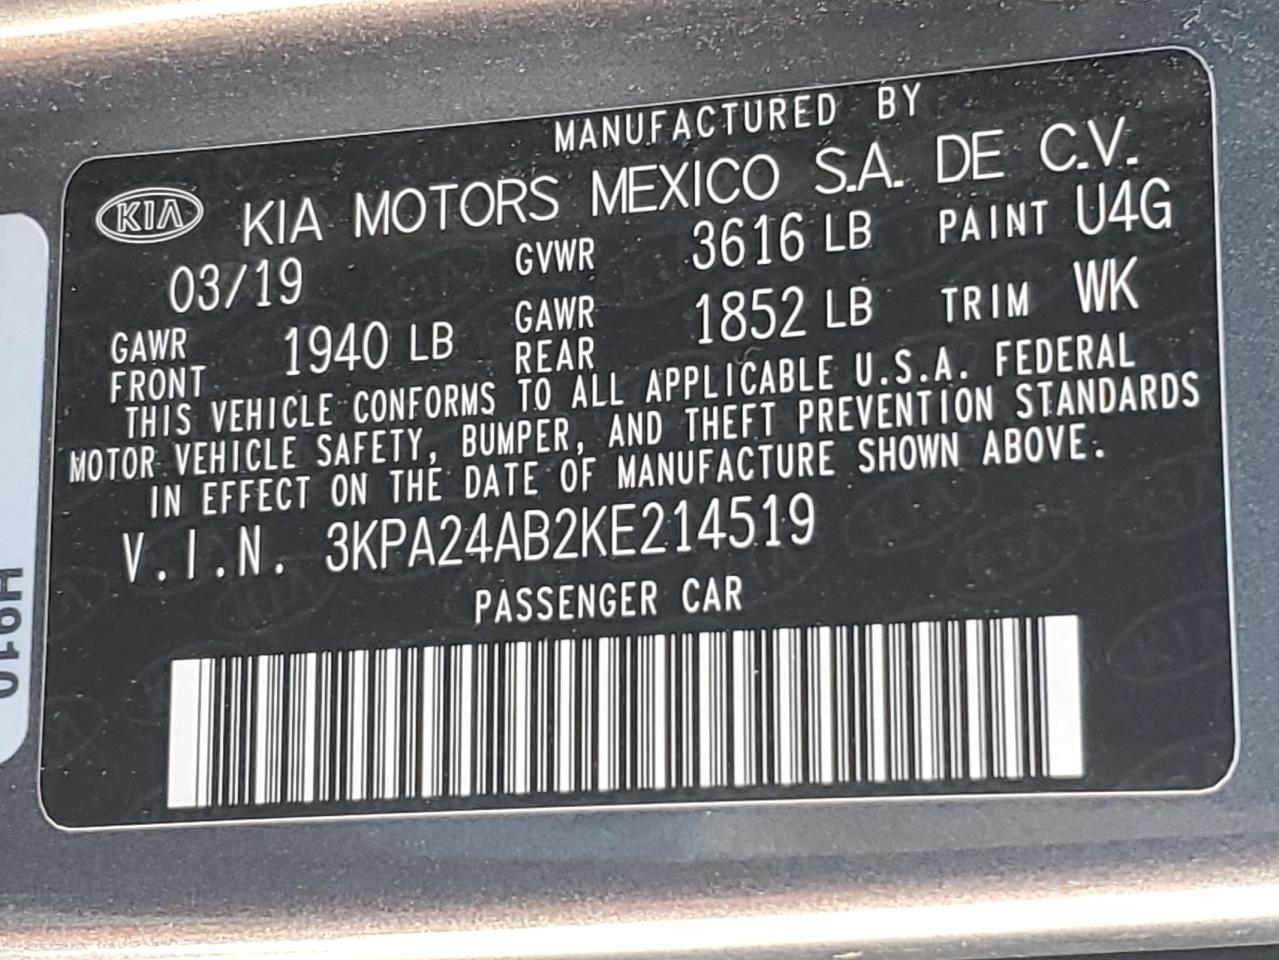 MANUFACTURED BY
KIA KIA MOTORS MEXICO S.A. DE C.V.
03/19 GVWR 3616 LB PAINT U4G
GAWR FRONT 1940 LB GAWR REAR 1852 LB TRIM WK
THIS VEHICLE CONFORMS TO ALL APPLICABLE U.S.A. FEDERAL
MOTOR VEHICLE SAFETY, BUMPER, AND THEFT PREVENTION STANDARDS
IN EFFECT ON THE DATE OF MANUFACTURE SHOWN ABOVE.
V.I.N. 3KPA24AB2KE214519
PASSENGER CAR